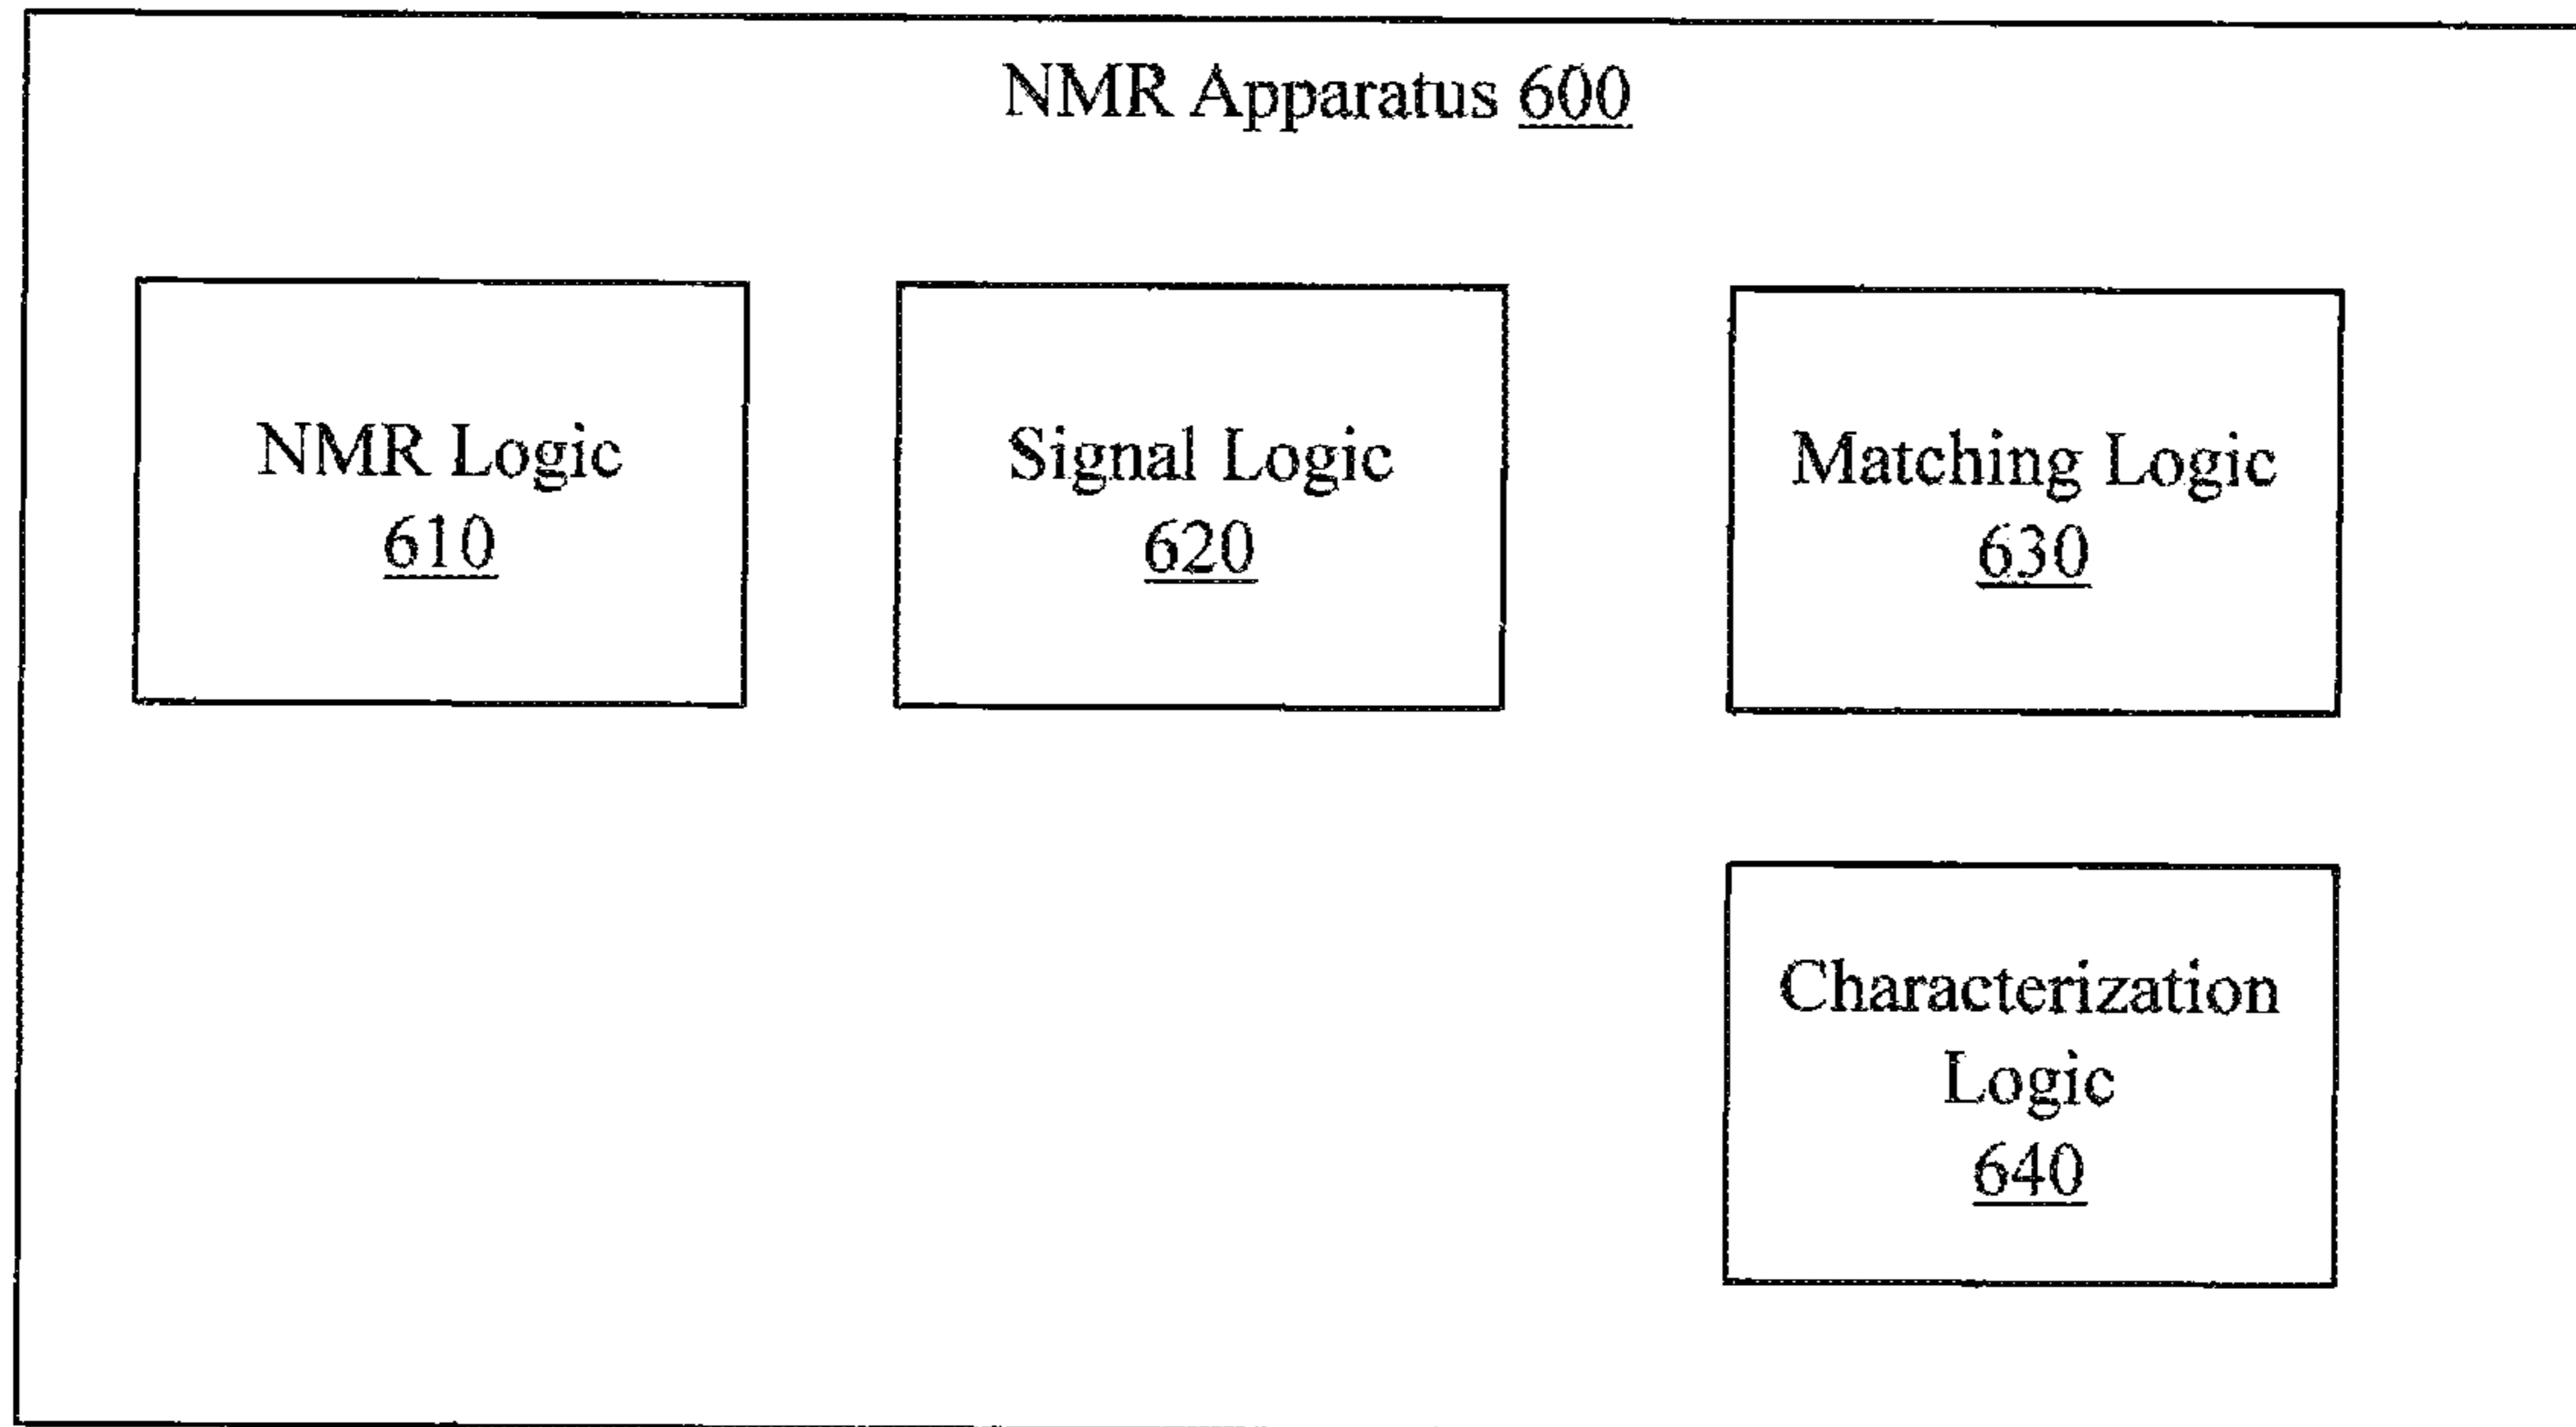 NMR Apparatus 600
NMR Logic
610
Signal Logic
620
Matching Logic
630
Characterization
Logic
640